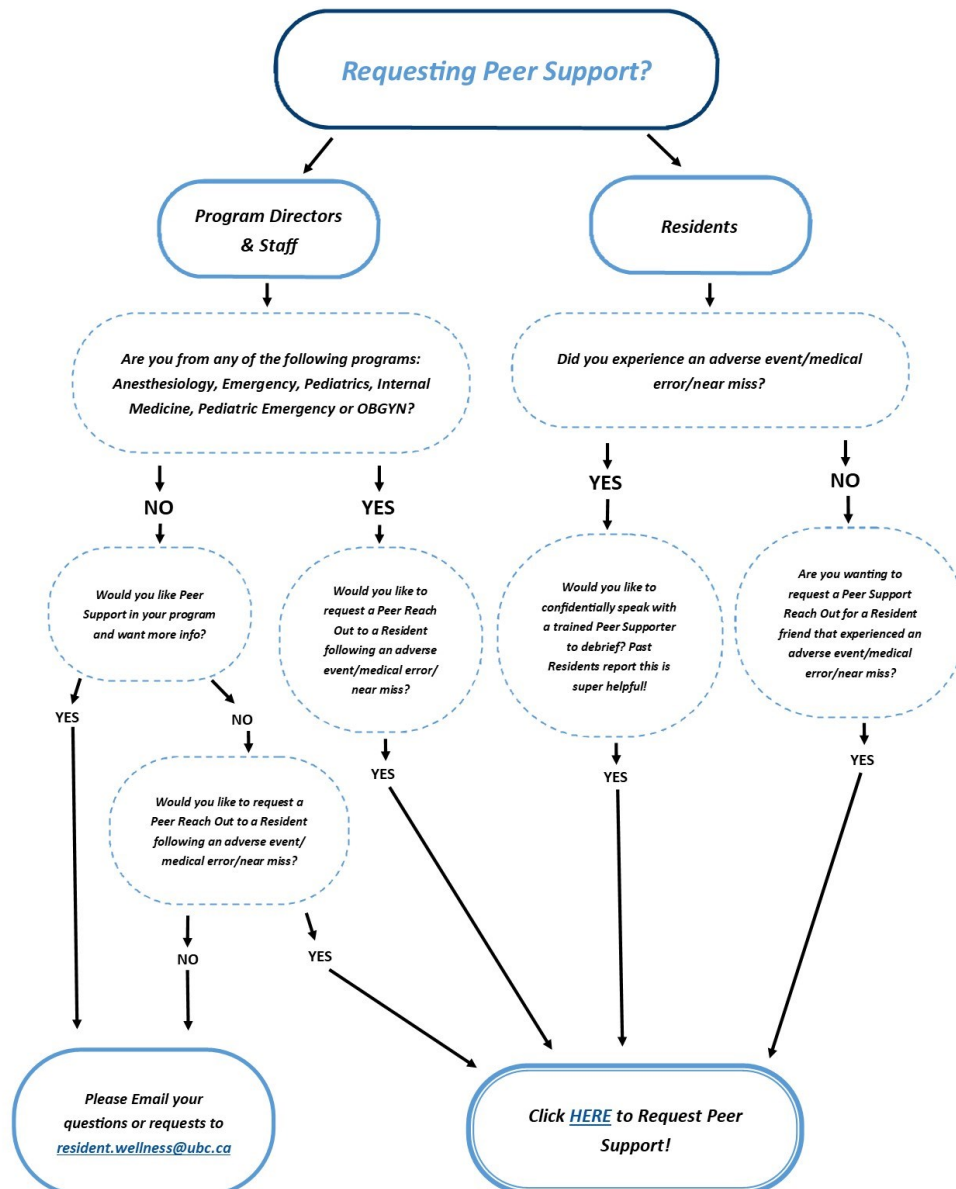 Requesting Peer Support?
Program Directors
& Staff
Residents
Are you from any of the following programs:
Anesthesiology, Emergency, Pediatrics, Internal
Medicine, Pediatric Emergency or OBGYN?
Did you experience an adverse event/medical
error/near miss?
NO
YES
YES
NO
Would you like Peer
Support in your program
and want more info?
Would you like to
request a Peer Reach
Out to a Resident
following an adverse
event/medical error/
near miss?
Would you like to
confidentially speak with
a trained Peer Supporter
to debrief? Past
Residents report this is
super helpful!
Are you wanting to
request a Peer Support
Reach Out for a Resident
friend that experienced an
adverse event/medical
error/near miss?
YES
NO
YES
YES
YES
Would you like to request a
Peer Reach Out to a Resident
following an adverse event/
medical error/near miss?
NO
YES
Please Email your
questions or requests to
resident.wellness@ubc.ca
Click HERE to Request Peer
Support!